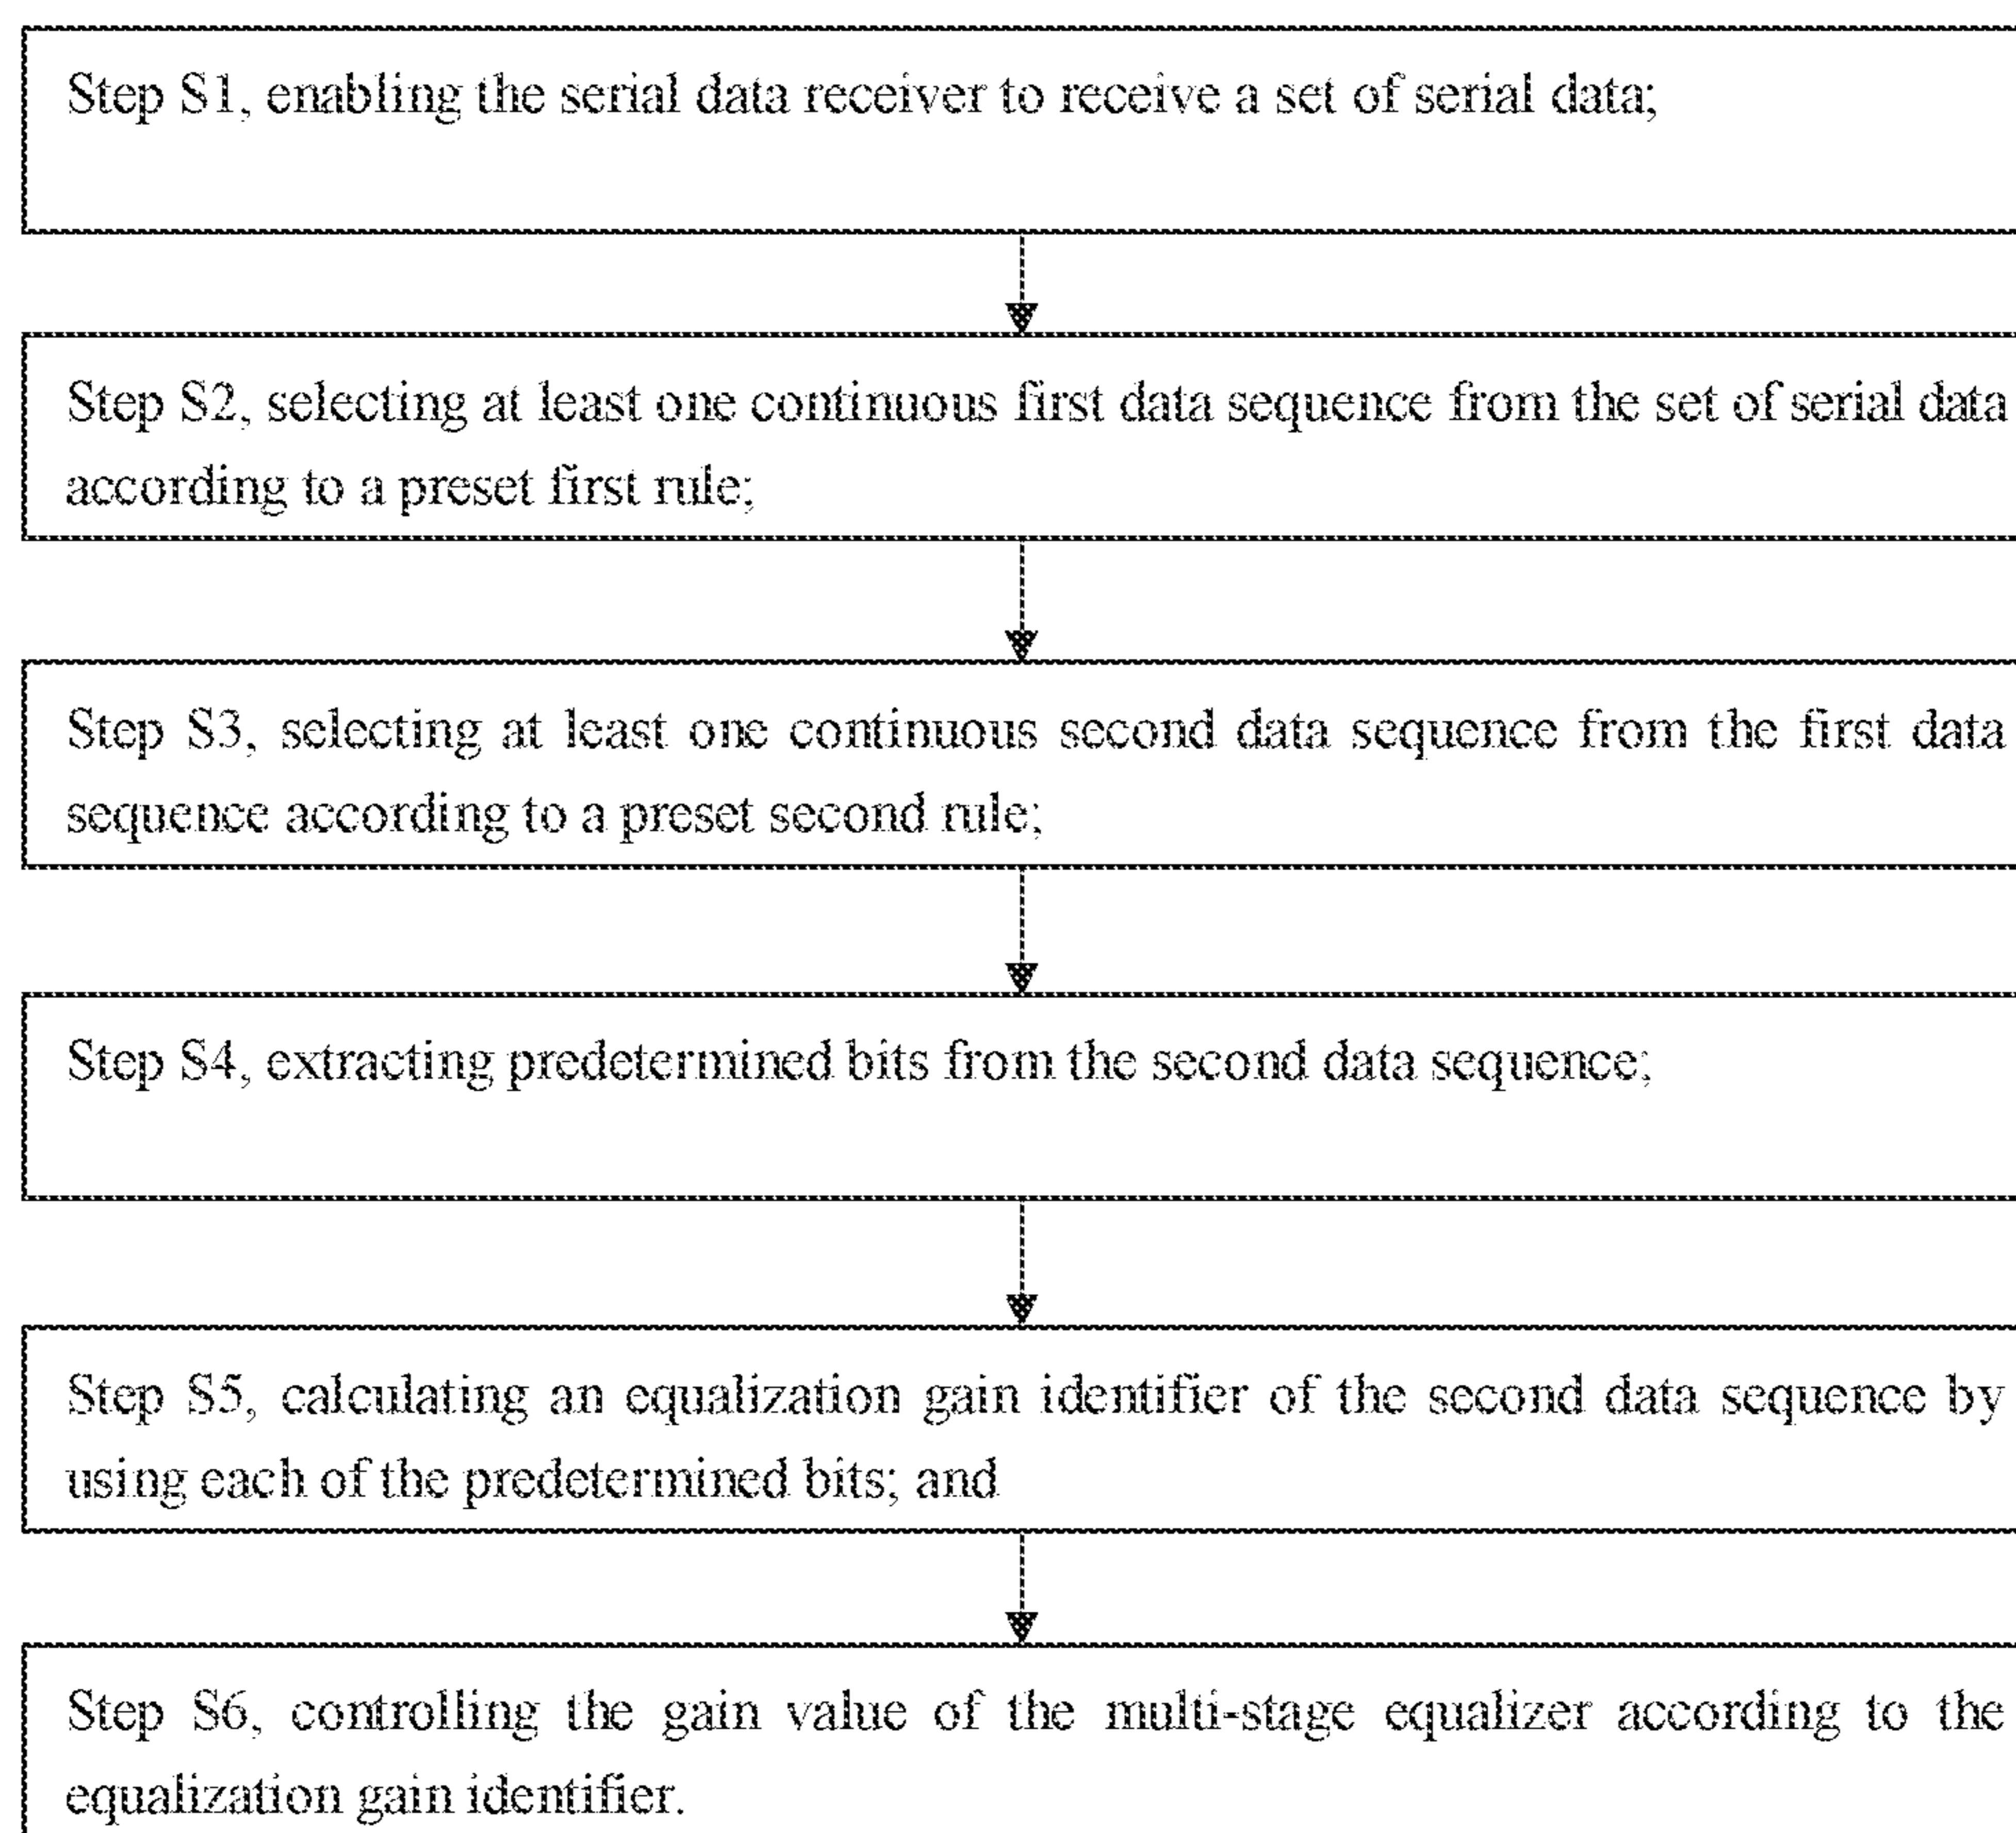 Step S1, enabling the serial data receiver to receive a set of serial data;
Step S2, selecting at least one continuous first data sequence from the set of serial data
according to a preset first rule;
Step S3, selecting at least one continuous second data sequence from the first data
sequence according to a preset second rule;
Step S4, extracting predetermined bits from the second data sequence;
Step S5, calculating an equalization gain identifier of the second data sequence by
using each of the predetermined bits; and
Step S6, controlling the gain value of the multi-stage equalizer according to the
equalization gain identifier.